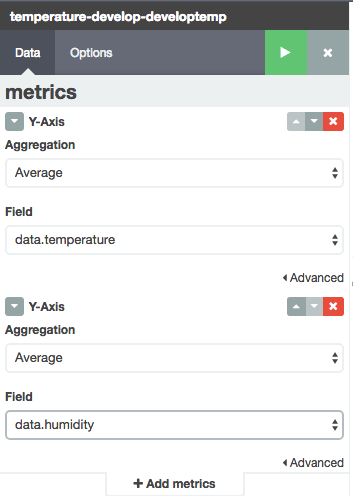 temperature-develop-developtemp
Data Options
metrics
Y-Axis
Aggregation
Average
Field
data.temperature
Advanced
Y-Axis
Aggregation
Average
Field
data.humidity
Advanced
+ Add metrics